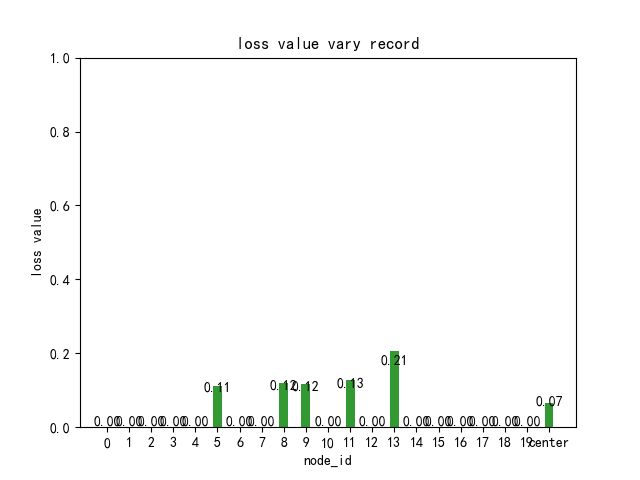 loss value vary record
loss value
1.0
0.8
0.6
0.4
0.2
0.0
0.00 0.00 0.00 0.00 0.00 0.11 0.00 0.00 0.12 0.12 0.00 0.13 0.00 0.21 0.00 0.00 0.00 0.00 0.00 0.00 0.07
0 1 2 3 4 5 6 7 8 9 10 11 12 13 14 15 16 17 18 19 center
node_id